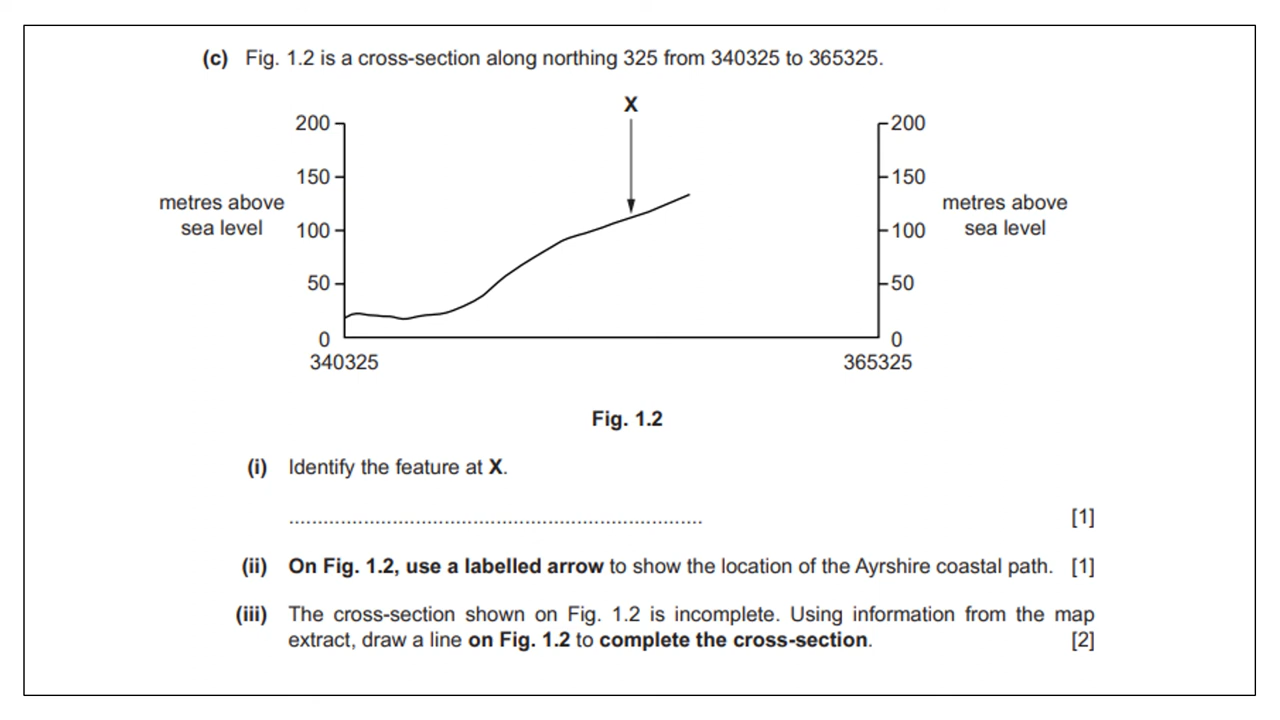 (c) Fig. 1.2 is a cross-section along northing 325 from 340325 to 365325.
X
200 200
150 150
metres above metres above
sea level 100 100 sea level
50 50
0 0
340325 365325
Fig. 1.2
(i) Identify the feature at X.
........................................................................ [1]
(ii) On Fig. 1.2, use a labelled arrow to show the location of the Ayrshire coastal path. [1]
(iii) The cross-section shown on Fig. 1.2 is incomplete. Using information from the map
extract, draw a line on Fig. 1.2 to complete the cross-section. [2]